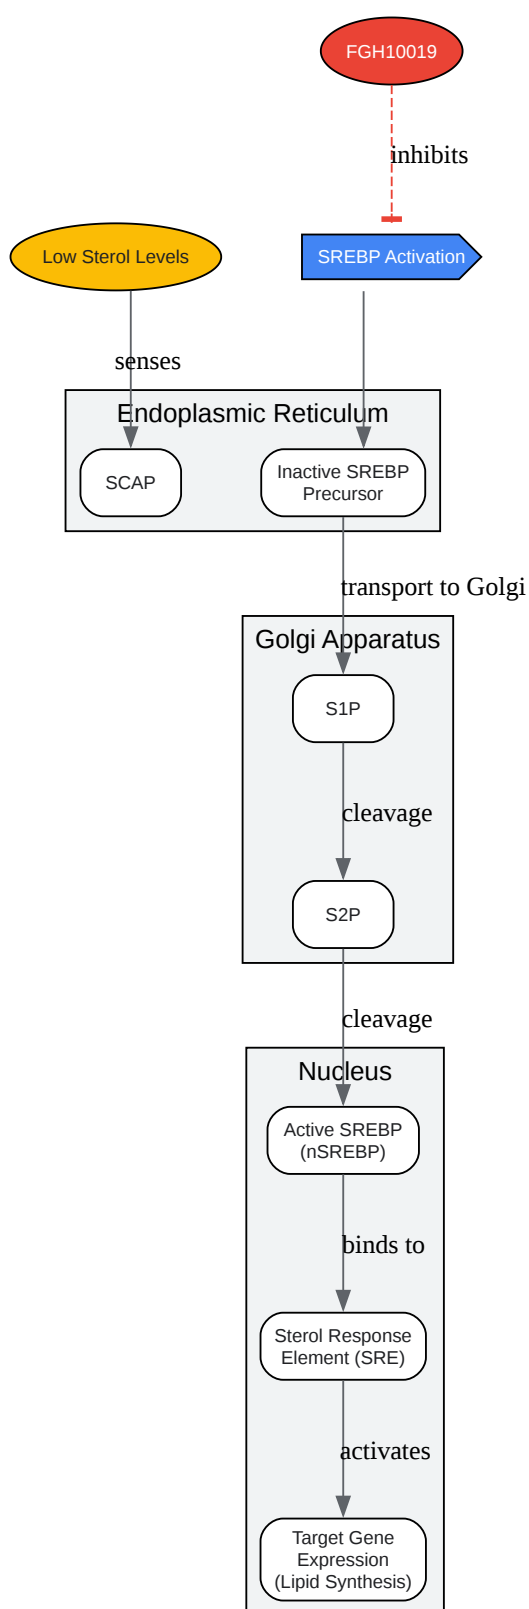 FGH10019
inhibits
Low Sterol Levels
SREBP Activation
senses
Endoplasmic Reticulum
SCAP
Inactive SREBP
Precursor
transport to Golgi
Golgi Apparatus
S1P
cleavage
S2P
cleavage
Nucleus
Active SREBP
(nSREBP)
binds to
Sterol Response
Element (SRE)
activates
Target Gene
Expression
(Lipid Synthesis)